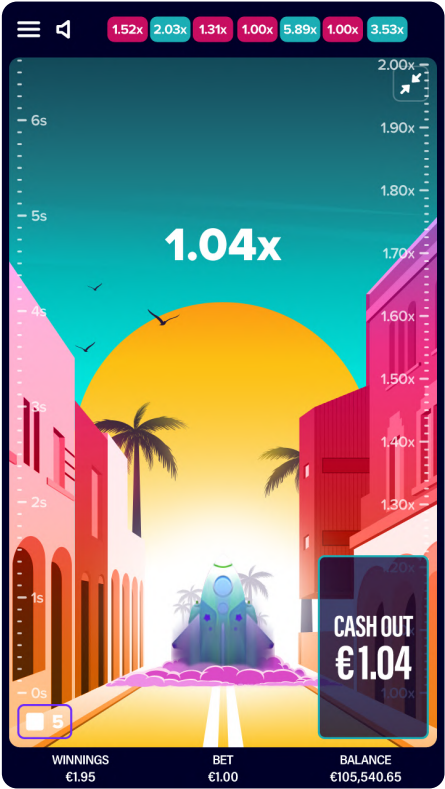 1.52x 2.03x 1.31x 1.00x 5.89x 1.00x 3.53x
2.00x
6s
1.90x
1.80x
5s
1.04x
1.70x
4s
1.60x
1.50x
3s
1.40x
2s
1.30x
1.20x
1s
CASH OUT
€1.04
0s
1.00x
5
WINNINGS BET BALANCE
€1.95 €1.00 €105,540.65